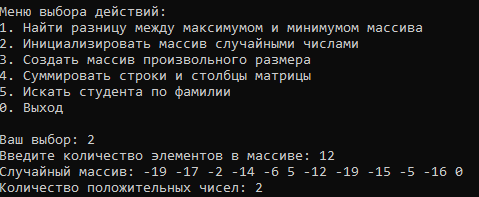 Меню выбора действий:
1. Найти разницу между максимумом и минимумом массива
2. Инициализировать массив случайными числами
3. Создать массив произвольного размера
4. Суммировать строки и столбцы матрицы
5. Искать студента по фамилии
0. Выход
Ваш выбор: 2
Введите количество элементов в массиве: 12
Случайный массив: -19 -17 -2 -14 -6 5 -12 -19 -15 -5 -16 0
Количество положительных чисел: 2